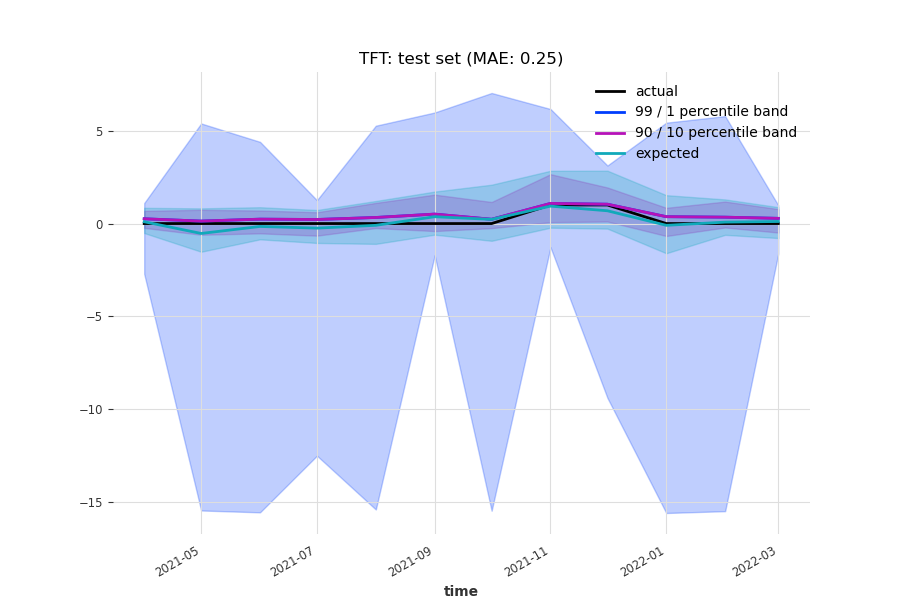 TFT: test set (MAE: 0.25)
actual
99 / 1 percentile band
90 / 10 percentile band
expected
5
0
−5
−10
−15
2021-05
2021-07
2021-09
2021-11
2022-01
2022-03
time